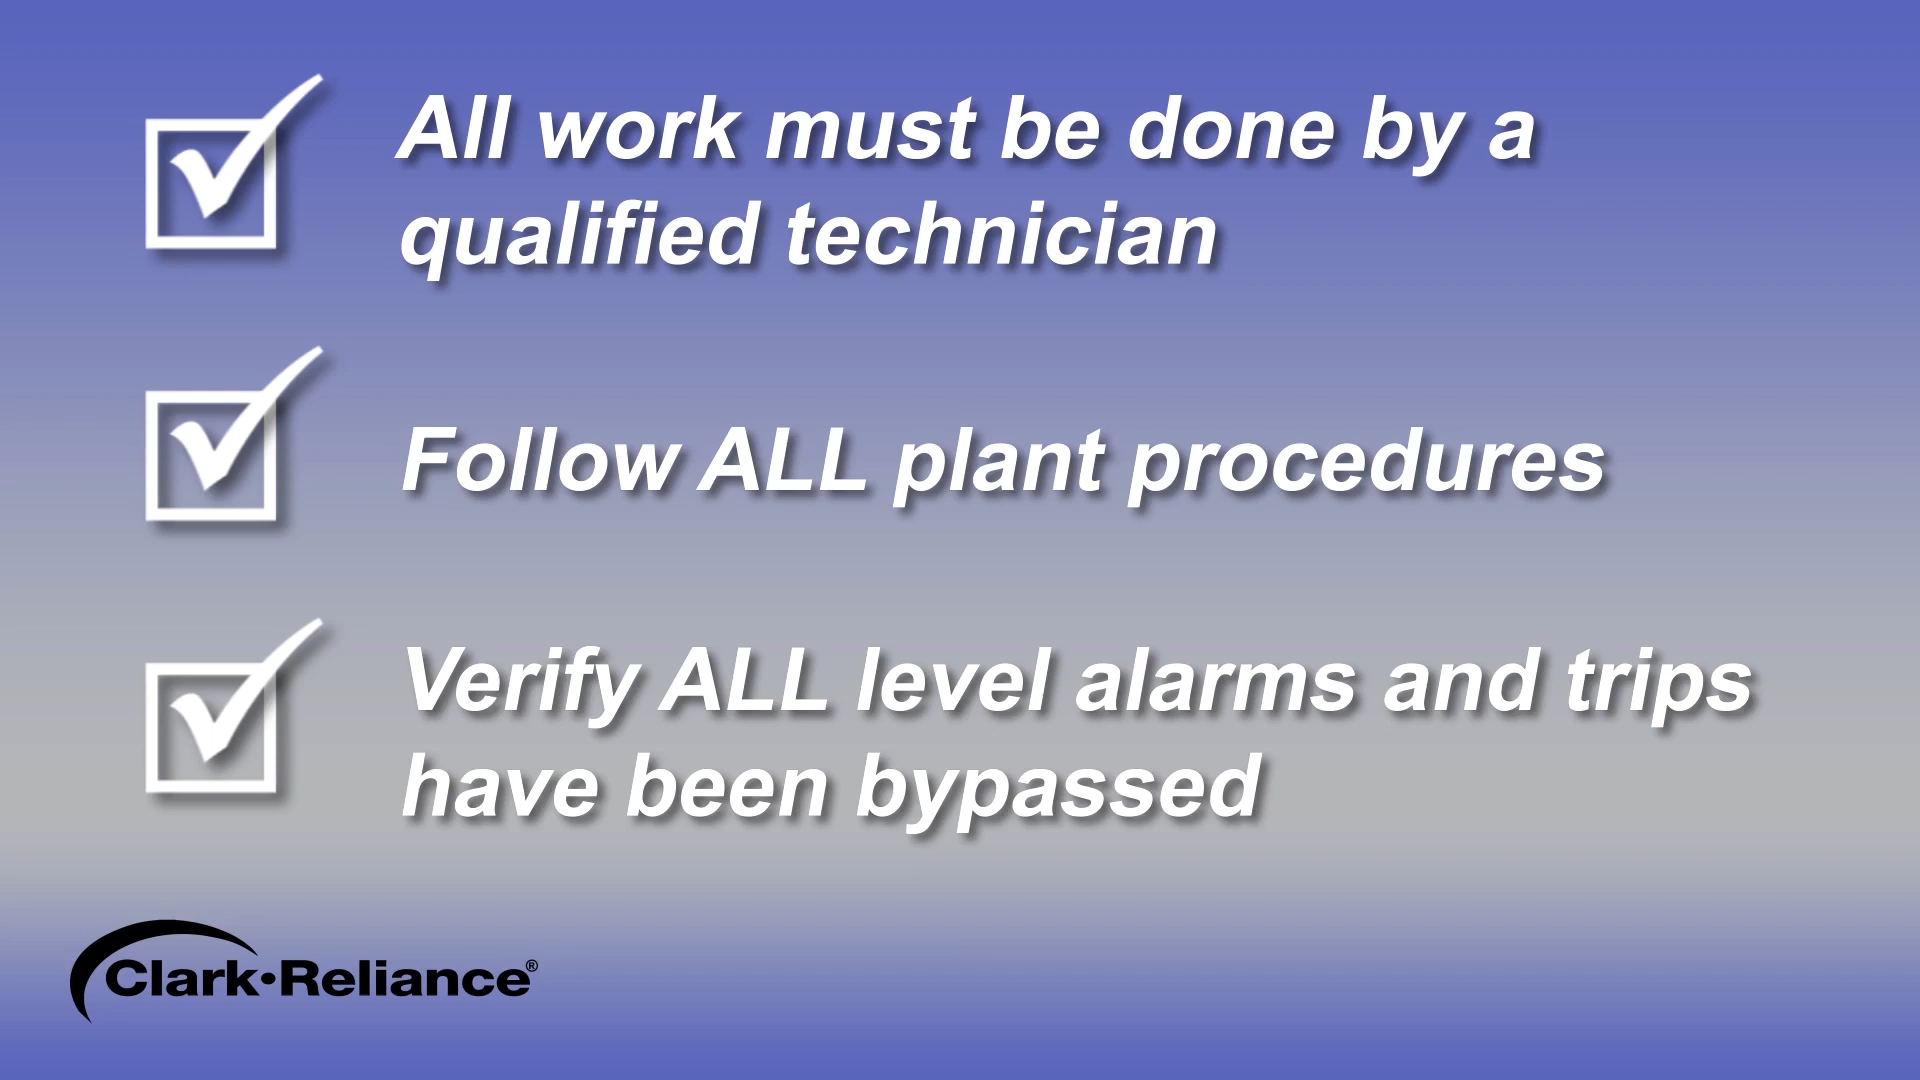 All work must be done by a
qualified technician
Follow ALL plant procedures
Verify ALL level alarms and trips
have been bypassed
Clark·Reliance®